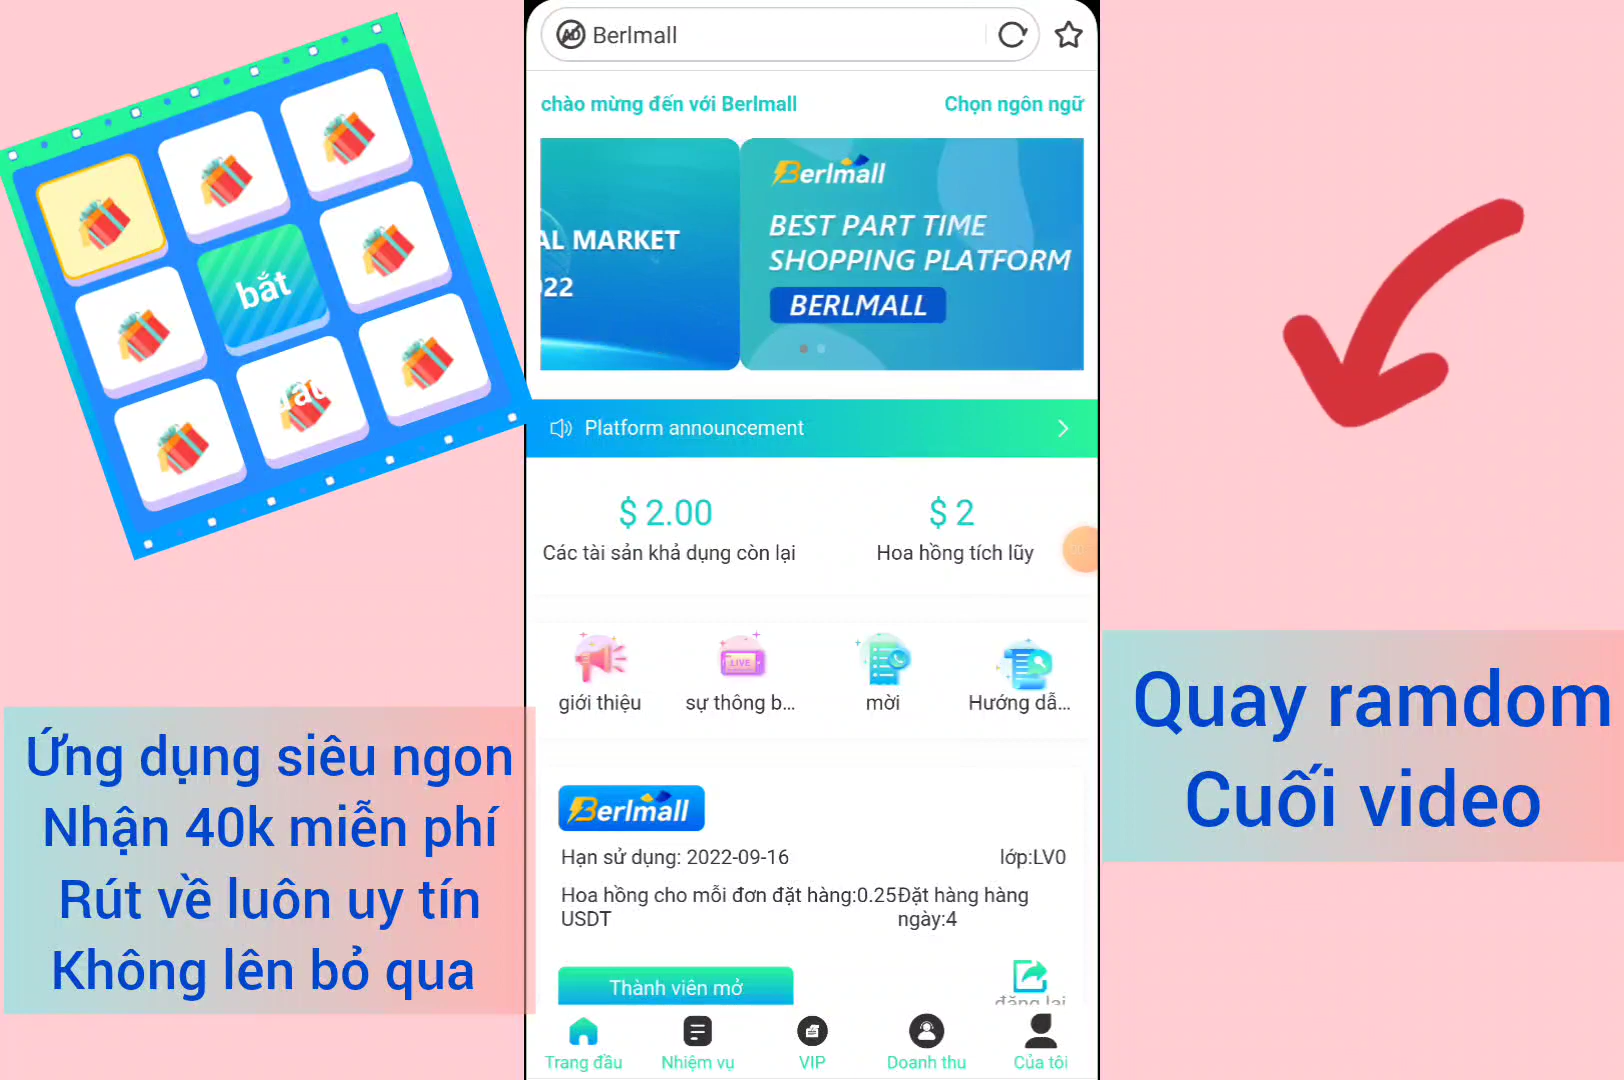 Berlmall
chào mừng đến với Berlmall
Chọn ngôn ngữ
AL MARKET
022
Berlmall
BEST PART TIME
SHOPPING PLATFORM
BERLMALL
bắt
Platform announcement
$ 2.00
$ 2
Các tài sản khả dụng còn lại
Hoa hồng tích lũy
LIVE
giới thiệu
sự thông b...
mời
Hướng dẫ...
Ứng dụng siêu ngon
Nhận 40k miễn phí
Rút về luôn uy tín
Không lên bỏ qua
Quay ramdom
Cuối video
Berlmall
Hạn sử dụng: 2022-09-16
lớp:LV0
Hoa hồng cho mỗi đơn đặt hàng:0.25
USDT
Đặt hàng hàng
ngày:4
Thành viên mở
đăng lại
Trang đầu
Nhiệm vụ
VIP
Doanh thu
Của tôi